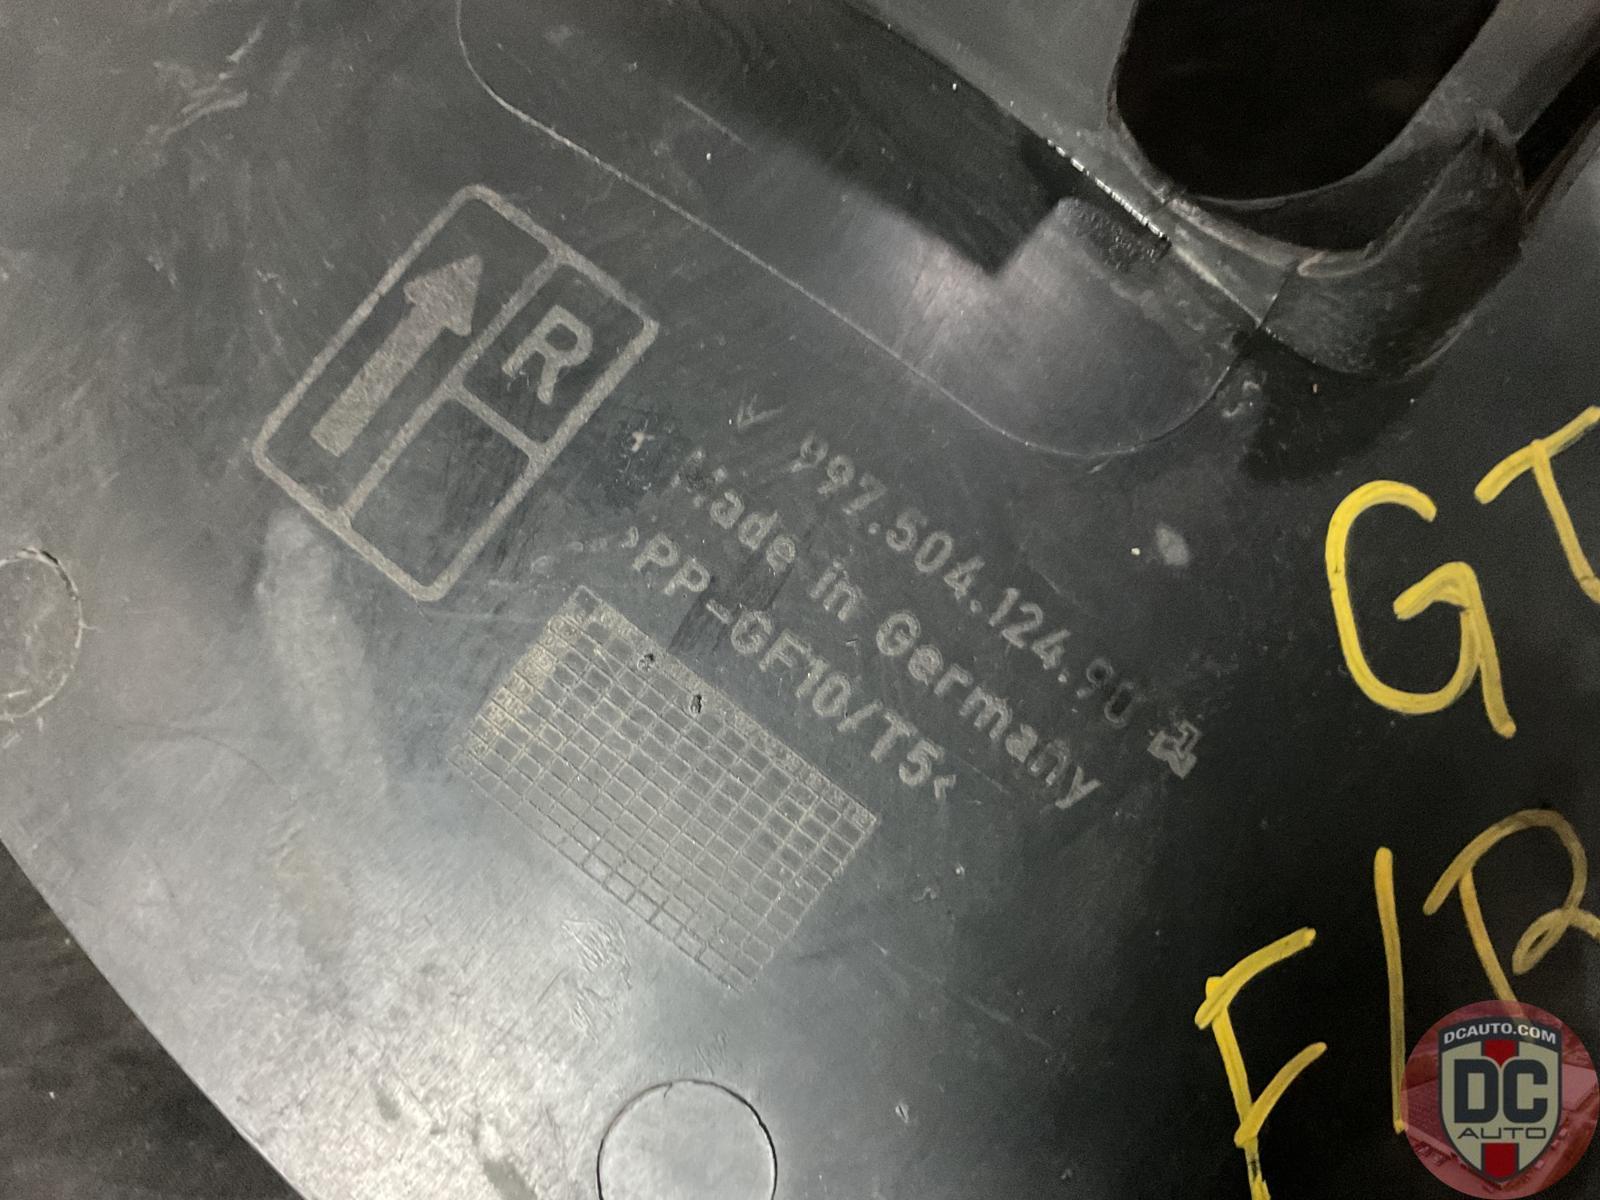 R
997.504.124.90
Made in Germany
>PP-GF10/T5<
GT
F/R
DCAUTO.COM
DC
AUTO